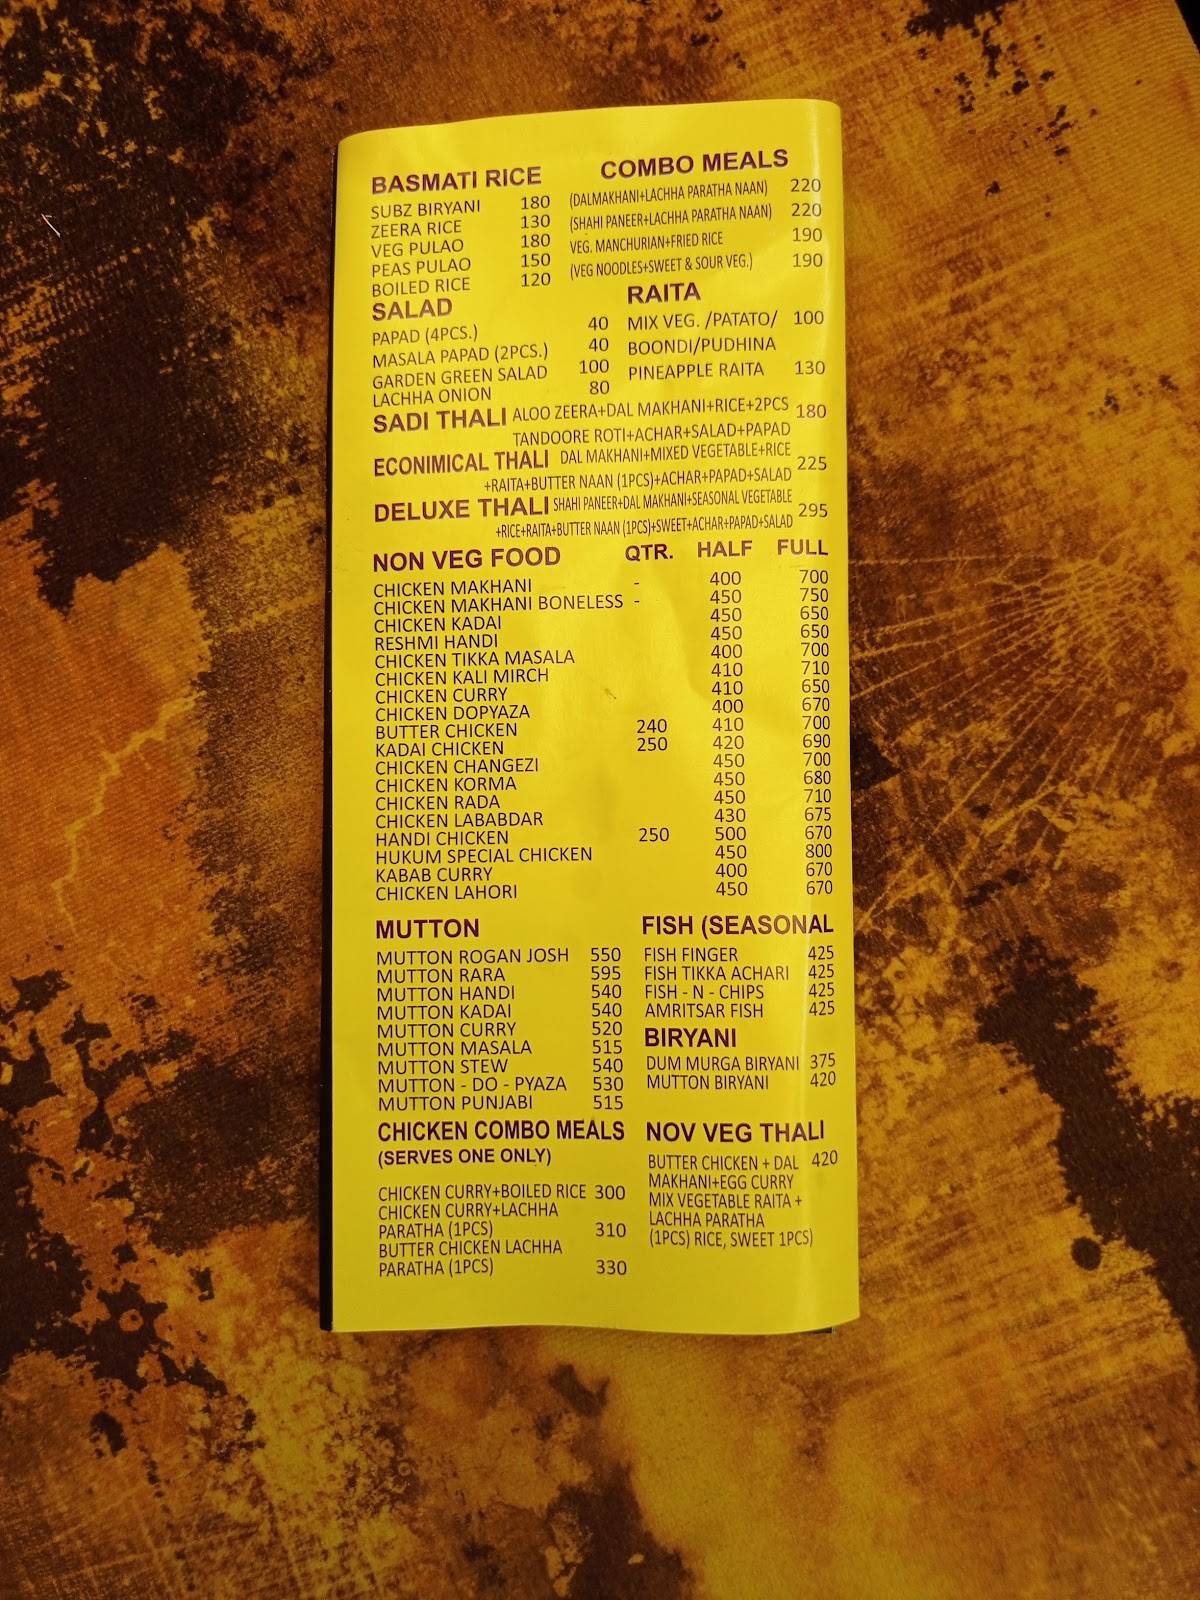 BASMATI RICE
SUBZ BIRYANI 180
ZEERA RICE 130
VEG PULAO 180
PEAS PULAO 150
BOILED RICE 120
COMBO MEALS
(DALMAKHANI+LACHHA PARATHA NAAN) 220
(SHAHI PANEER+LACHHA PARATHA NAAN) 220
VEG. MANCHURIAN+FRIED RICE 190
(VEG NOODLES+SWEET & SOUR VEG.) 190
SALAD
PAPAD (4PCS.) 40
MASALA PAPAD (2PCS.) 40
GARDEN GREEN SALAD 100
LACHHA ONION 80
RAITA
MIX VEG. /PATATO/ 100
BOONDI/PUDHINA
PINEAPPLE RAITA 130
SADI THALI ALOO ZEERA+DAL MAKHANI+RICE+2PCS 180
TANDOORE ROTI+ACHAR+SALAD+PAPAD
ECONIMICAL THALI DAL MAKHANI+MIXED VEGETABLE+RICE 225
+RAITA+BUTTER NAAN (1PCS)+ACHAR+PAPAD+SALAD
DELUXE THALI SHAHI PANEER+DAL MAKHANI+SEASONAL VEGETABLE 295
+RICE+RAITA+BUTTER NAAN (1PCS)+SWEET+ACHAR+PAPAD+SALAD
NON VEG FOOD QTR. HALF FULL
CHICKEN MAKHANI - 400 700
CHICKEN MAKHANI BONELESS - 450 750
CHICKEN KADAI 450 650
RESHMI HANDI 450 650
CHICKEN TIKKA MASALA 400 700
CHICKEN KALI MIRCH 410 710
CHICKEN CURRY 410 650
CHICKEN DOPYAZA 400 670
BUTTER CHICKEN 240 410 700
KADAI CHICKEN 250 420 690
CHICKEN CHANGEZI 450 700
CHICKEN KORMA 450 680
CHICKEN RADA 450 710
CHICKEN LABABDAR 430 675
HANDI CHICKEN 250 500 670
HUKUM SPECIAL CHICKEN 450 800
KABAB CURRY 400 670
CHICKEN LAHORI 450 670
MUTTON
MUTTON ROGAN JOSH 550
MUTTON RARA 595
MUTTON HANDI 540
MUTTON KADAI 540
MUTTON CURRY 520
MUTTON MASALA 515
MUTTON STEW 540
MUTTON - DO - PYAZA 530
MUTTON PUNJABI 515
FISH (SEASONAL
FISH FINGER 425
FISH TIKKA ACHARI 425
FISH - N - CHIPS 425
AMRITSAR FISH 425
BIRYANI
DUM MURGA BIRYANI 375
MUTTON BIRYANI 420
CHICKEN COMBO MEALS
(SERVES ONE ONLY)
CHICKEN CURRY+BOILED RICE 300
CHICKEN CURRY+LACHHA
PARATHA (1PCS) 310
BUTTER CHICKEN LACHHA
PARATHA (1PCS) 330
NOV VEG THALI
BUTTER CHICKEN + DAL 420
MAKHANI+EGG CURRY
MIX VEGETABLE RAITA +
LACHHA PARATHA
(1PCS) RICE, SWEET 1PCS)